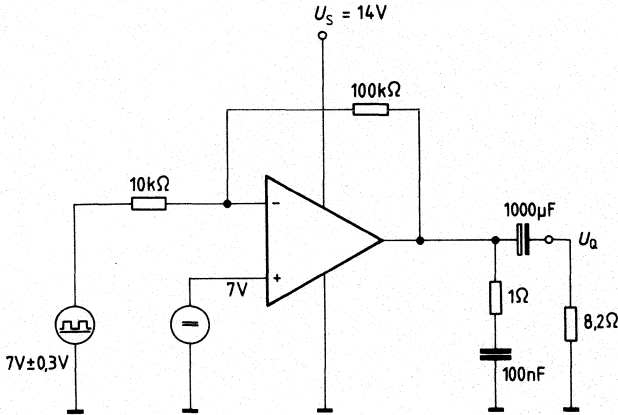 U_S = 14V
100kΩ
10kΩ
−
1000µF
U_Q
+
7V
1Ω
8,2Ω
7V±0,3V
100nF